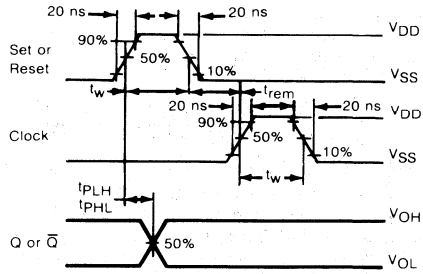 20 ns 20 ns
90% VDD
Set or
Reset
50%
10%
VSS
tw trem
20 ns 20 ns
90% VDD
Clock
50%
10%
VSS
tw
tPLH
tPHL
VOH
Q or Q̅
50%
VOL